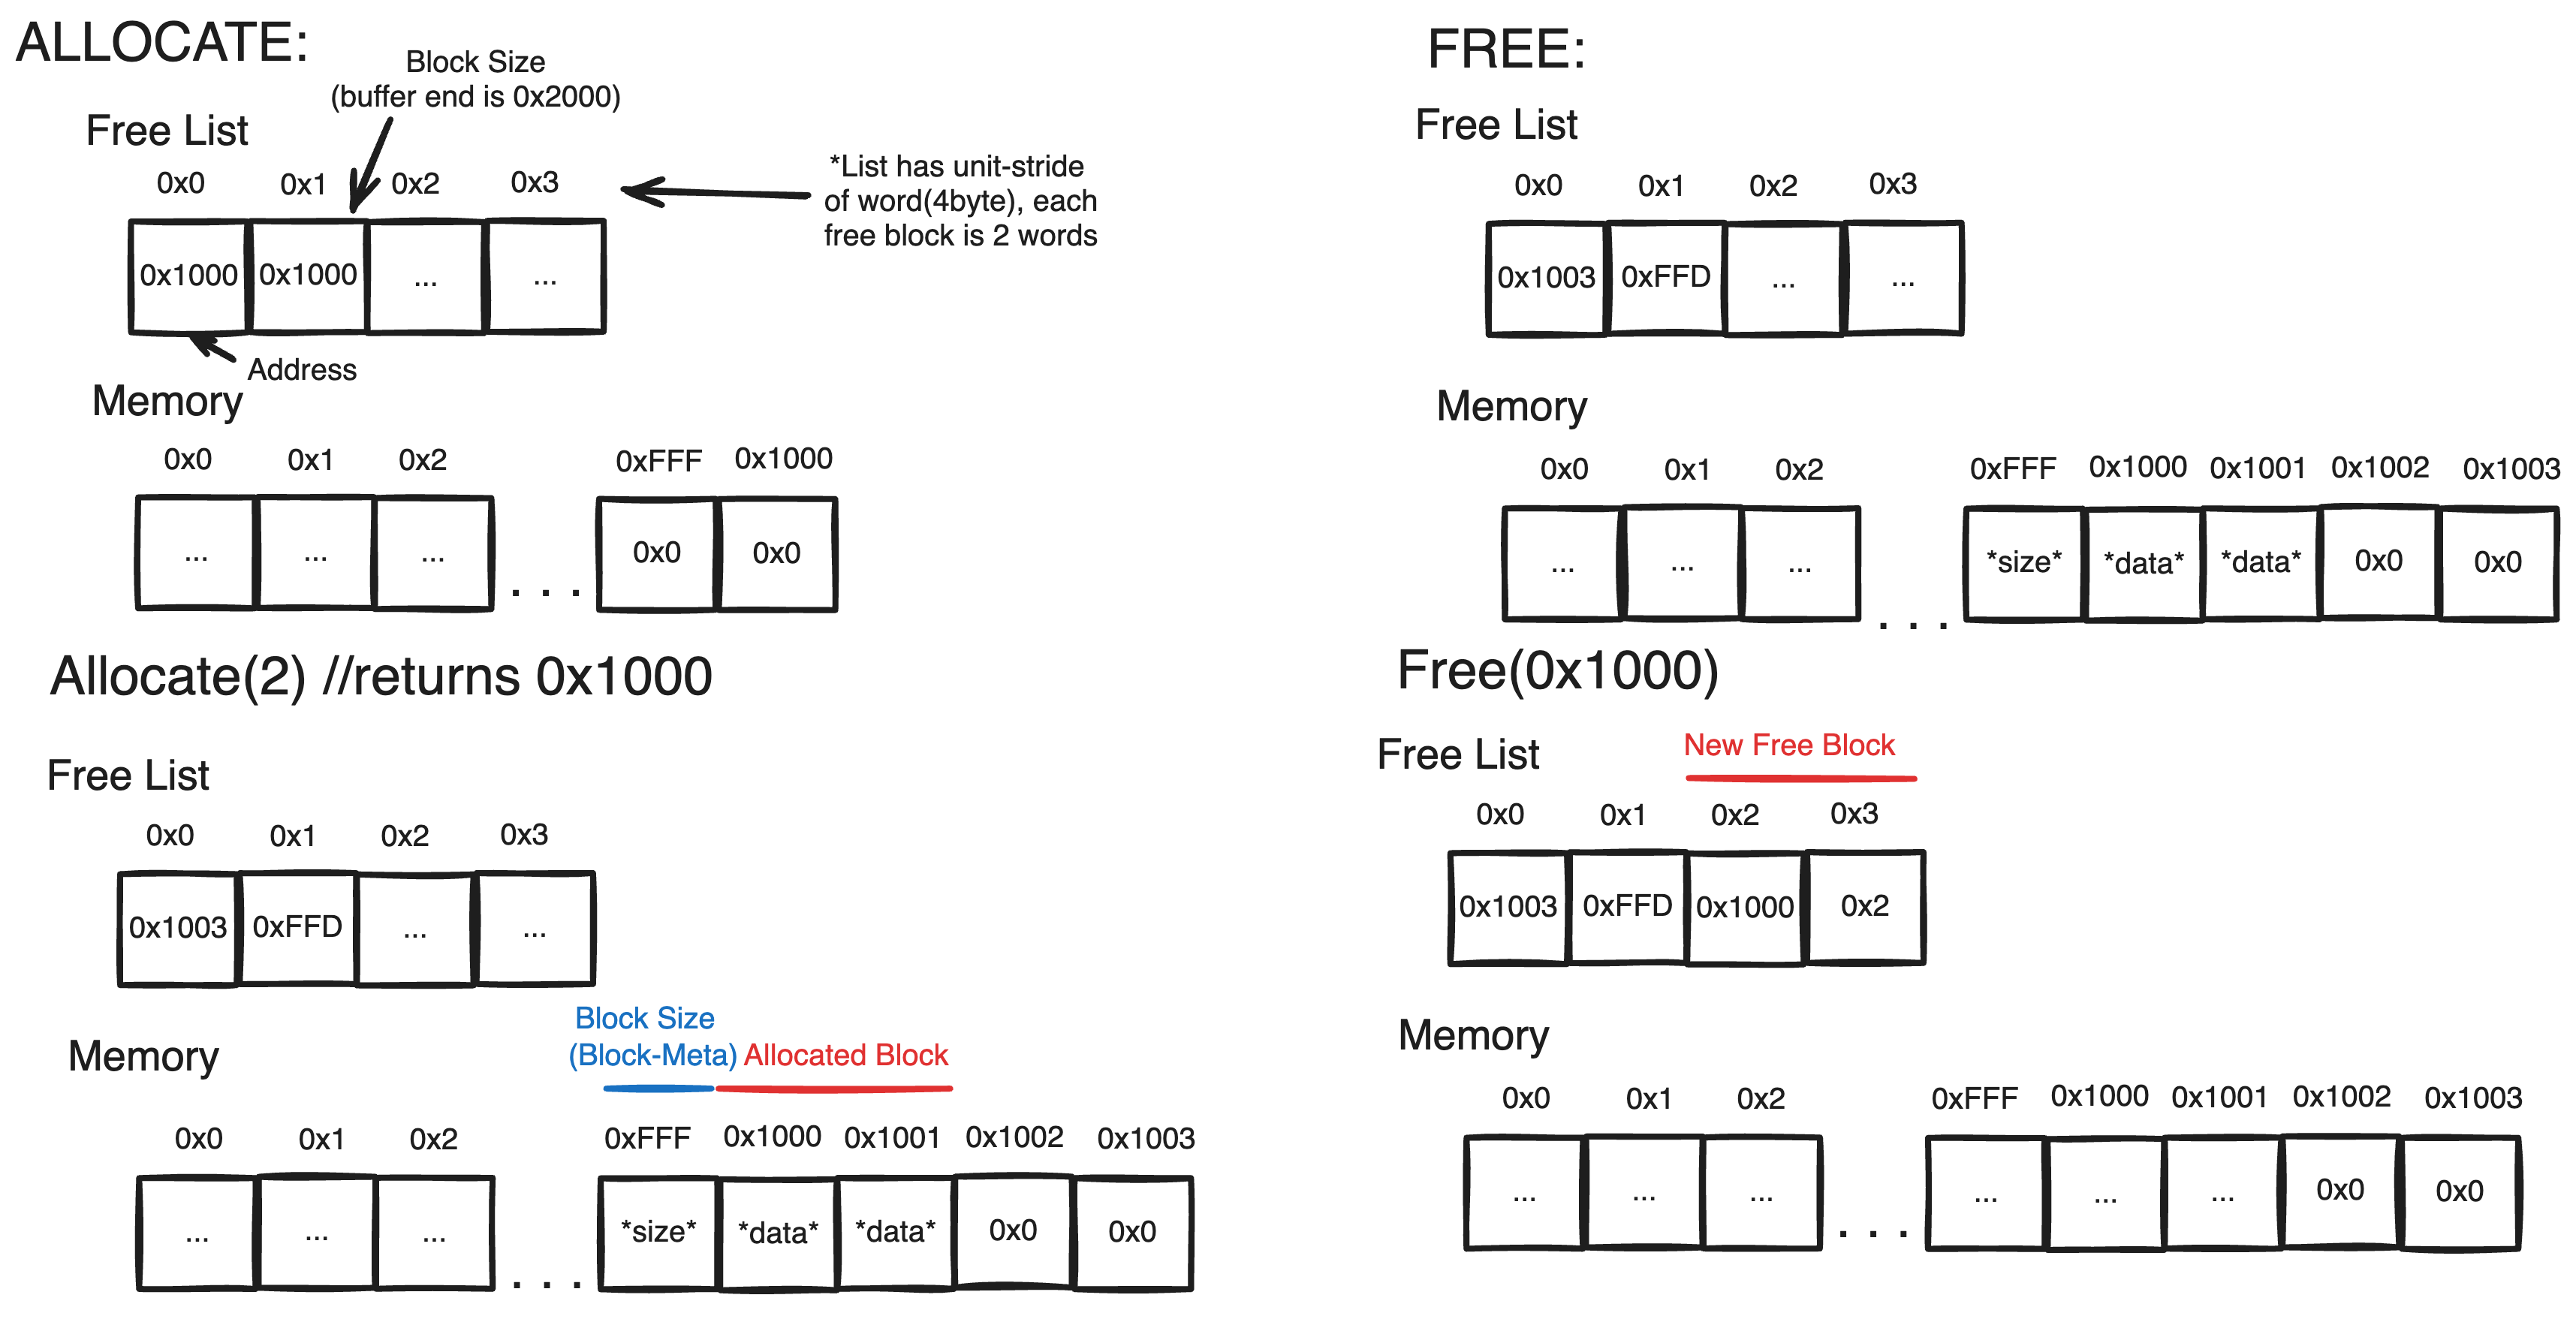 ALLOCATE:
Block Size
(buffer end is 0x2000)
Free List
*List has unit-stride
of word(4byte), each
free block is 2 words
0x0 0x1 0x2 0x3
0x1000 0x1000 ... ...
Address
Memory
0x0 0x1 0x2 0xFFF 0x1000
... ... ... . . . 0x0 0x0
Allocate(2) //returns 0x1000
Free List
0x0 0x1 0x2 0x3
0x1003 0xFFD ... ...
Block Size
(Block-Meta) Allocated Block
Memory
0x0 0x1 0x2 0xFFF 0x1000 0x1001 0x1002 0x1003
... ... ... . . . *size* *data* *data* 0x0 0x0
FREE:
Free List
0x0 0x1 0x2 0x3
0x1003 0xFFD ... ...
Memory
0x0 0x1 0x2 0xFFF 0x1000 0x1001 0x1002 0x1003
... ... ... . . . *size* *data* *data* 0x0 0x0
Free(0x1000)
New Free Block
Free List
0x0 0x1 0x2 0x3
0x1003 0xFFD 0x1000 0x2
Memory
0x0 0x1 0x2 0xFFF 0x1000 0x1001 0x1002 0x1003
... ... ... . . . ... ... ... 0x0 0x0